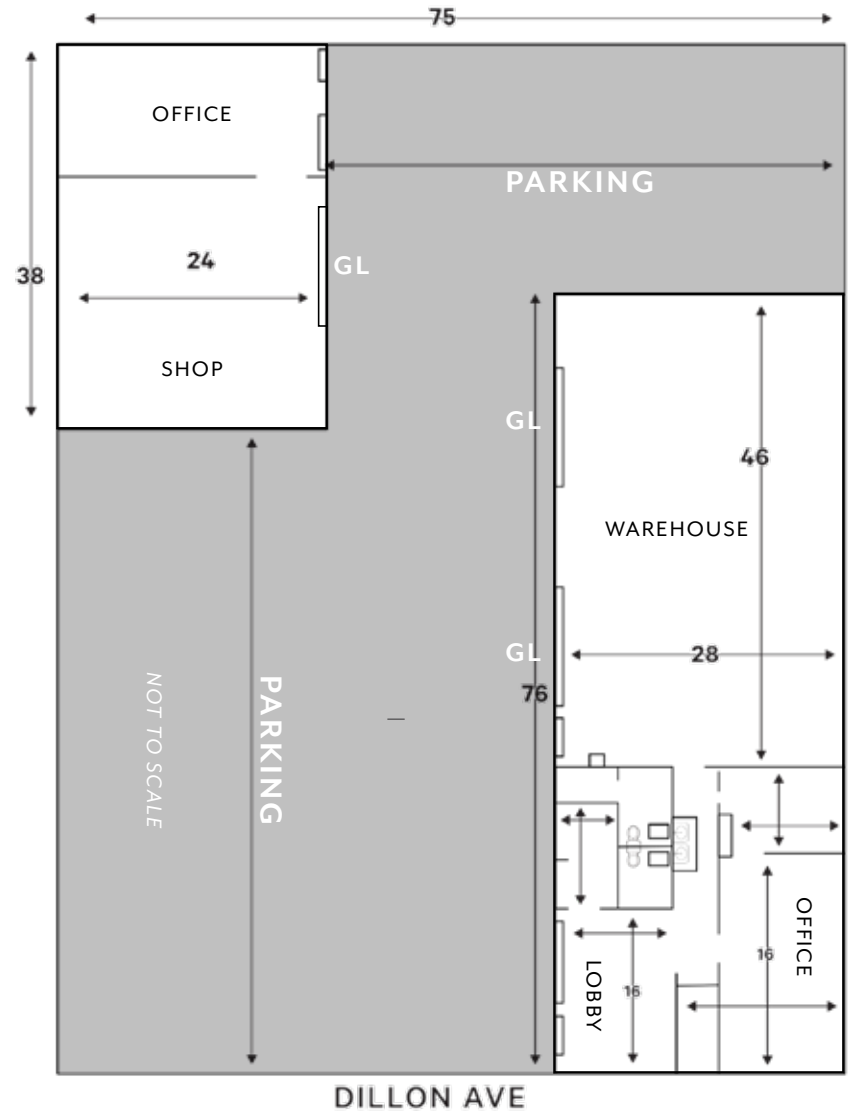 75
OFFICE
PARKING
38
24
GL
SHOP
GL
46
WAREHOUSE
GL
28
76
NOT TO SCALE
PARKING
OFFICE
16
LOBBY
16
DILLON AVE